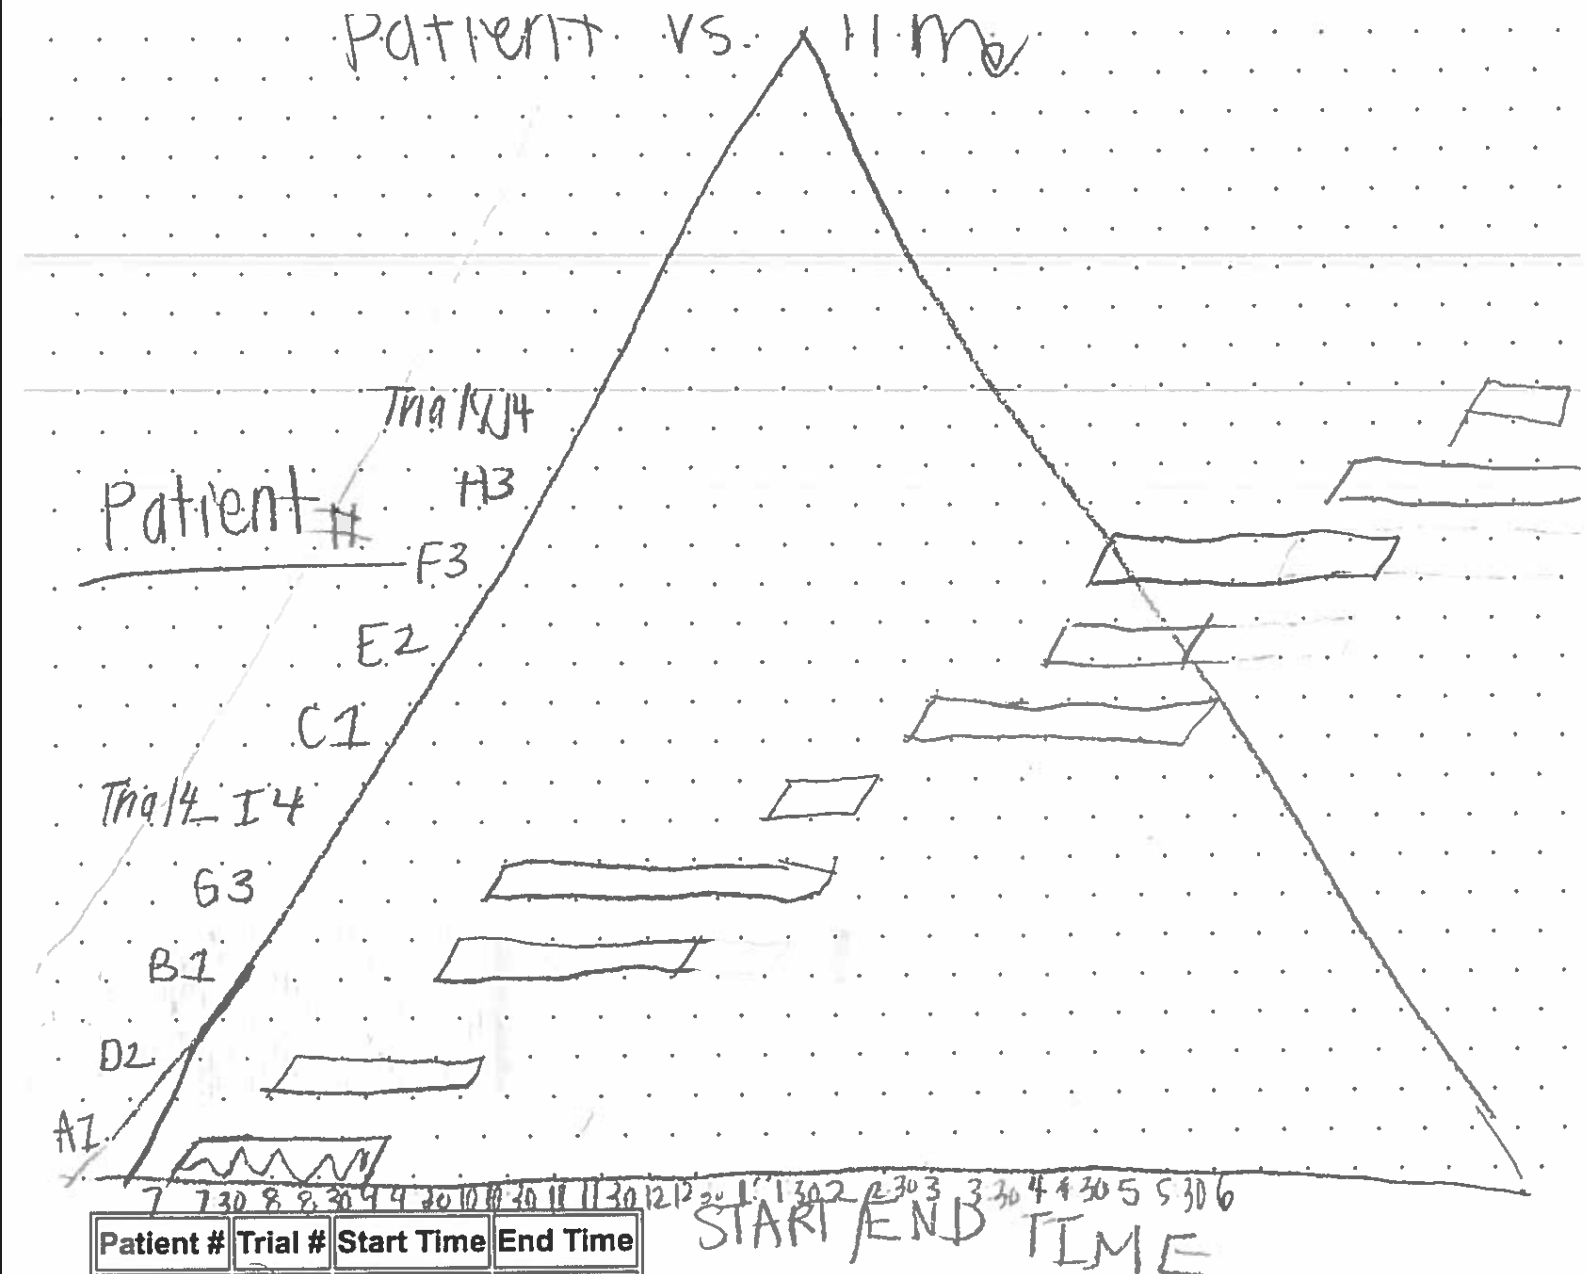 Patient vs. Time
Trial 4 J4
H3
Patient #
F3
E2
C1
Trial 4 I4
G3
B1
D2
A1
7 7 30 8 8 30 9 9 30 10 10 30 11 11 30 12 12 30 1 1 30 2 2 30 3 3 30 4 4 30 5 5 30 6
START/END TIME
Patient # Trial # Start Time End Time